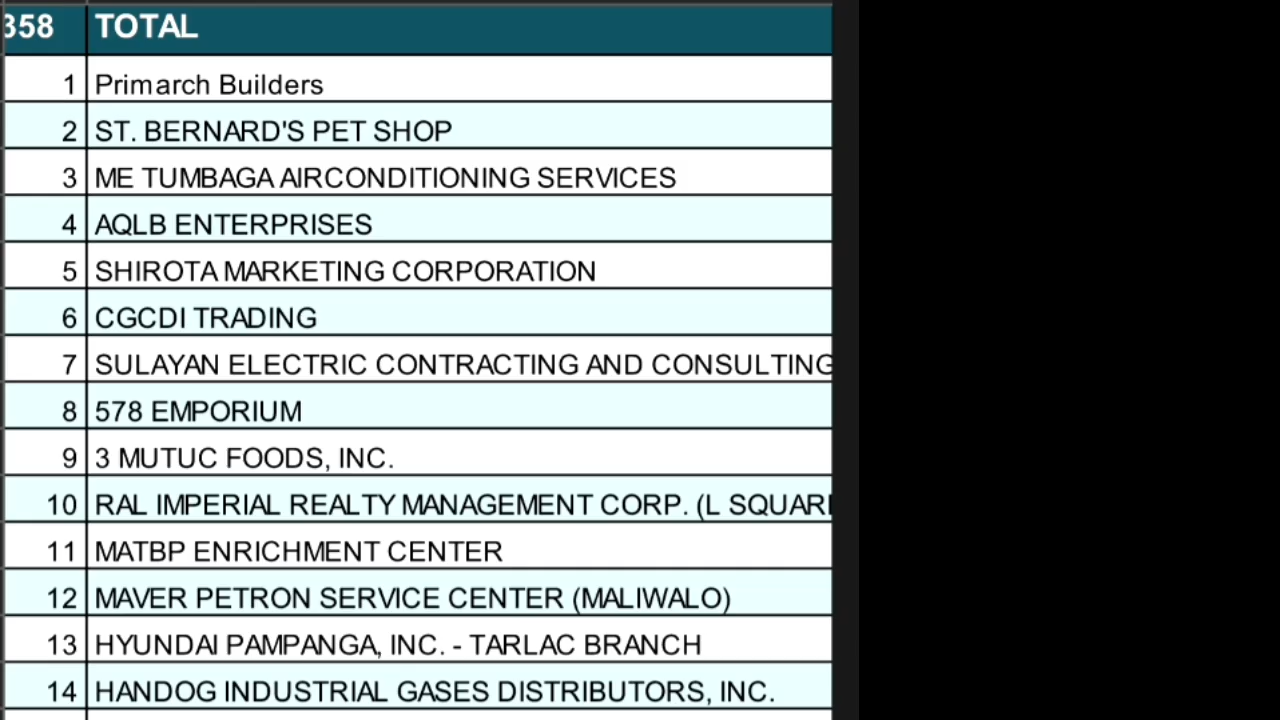 358 TOTAL
1 Primarch Builders
2 ST. BERNARD'S PET SHOP
3 ME TUMBAGA AIRCONDITIONING SERVICES
4 AQLB ENTERPRISES
5 SHIROTA MARKETING CORPORATION
6 CGCDI TRADING
7 SULAYAN ELECTRIC CONTRACTING AND CONSULTING
8 578 EMPORIUM
9 3 MUTUC FOODS, INC.
10 RAL IMPERIAL REALTY MANAGEMENT CORP. (L SQUAR
11 MATBP ENRICHMENT CENTER
12 MAVER PETRON SERVICE CENTER (MALIWALO)
13 HYUNDAI PAMPANGA, INC. - TARLAC BRANCH
14 HANDOG INDUSTRIAL GASES DISTRIBUTORS, INC.